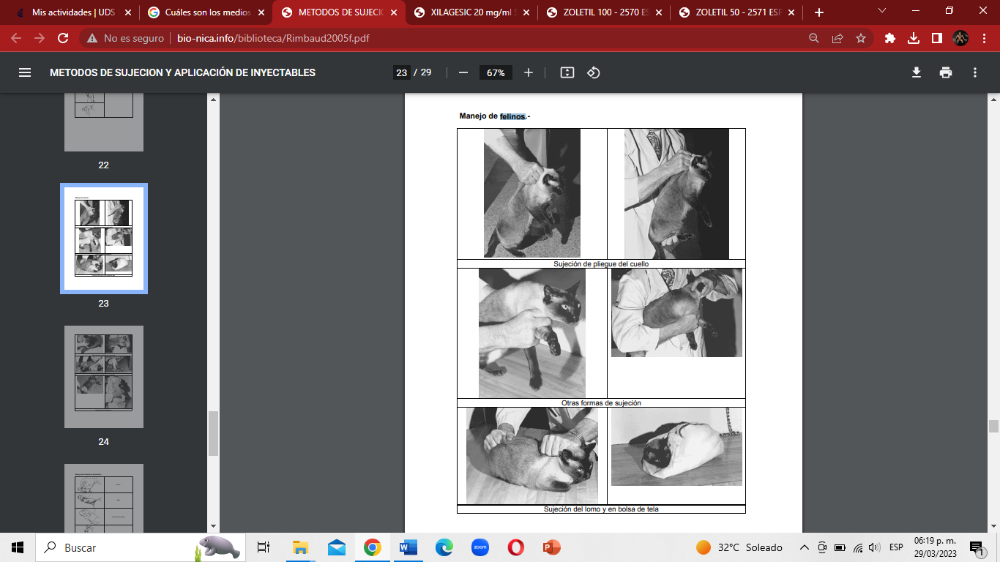 Mis actividades | UDS
Cuáles son los medios
METODOS DE SUJECIO
XILAGESIC 20 mg/ml S
ZOLETIL 100 - 2570 ES
ZOLETIL 50 - 2571 ESP
No es seguro
bio-nica.info/biblioteca/Rimbaud2005f.pdf
METODOS DE SUJECION Y APLICACIÓN DE INYECTABLES
23 / 29
67%
22
23
24
Manejo de felinos.-
Sujeción de pliegue del cuello
Otras formas de sujeción
Sujeción del lomo y en bolsa de tela
Buscar
zoom
32°C Soleado
ESP
06:19 p. m.
29/03/2023
1